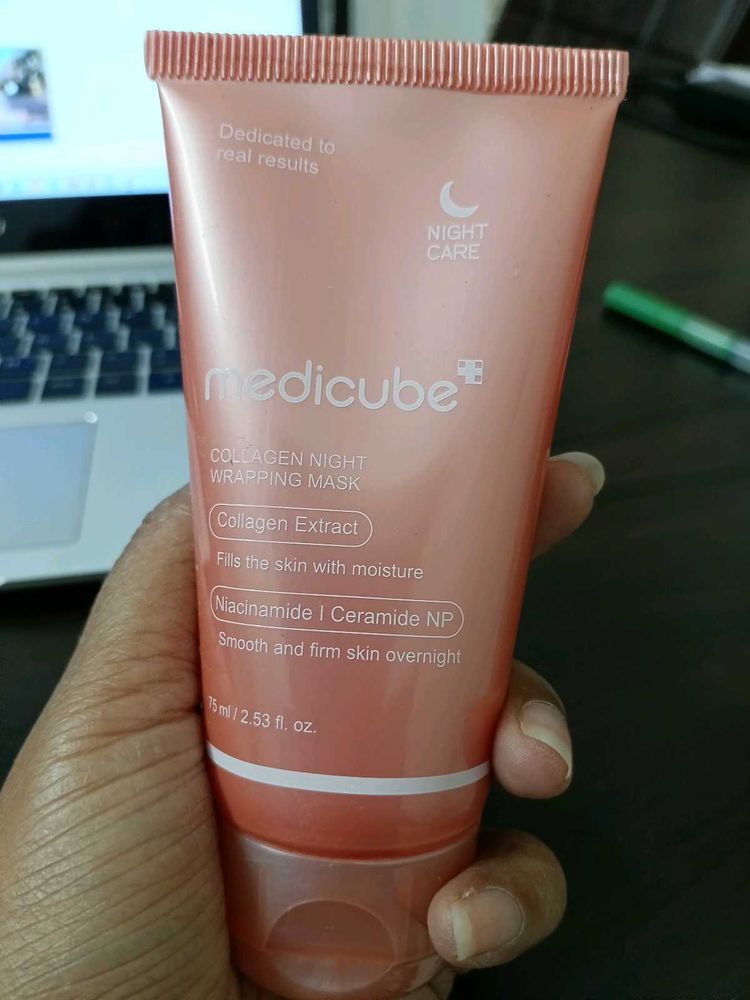 Dedicated to
real results
NIGHT
CARE
medicube
COLLAGEN NIGHT
WRAPPING MASK
Collagen Extract
Fills the skin with moisture
Niacinamide | Ceramide NP
Smooth and firm skin overnight
75 ml / 2.53 fl. oz.